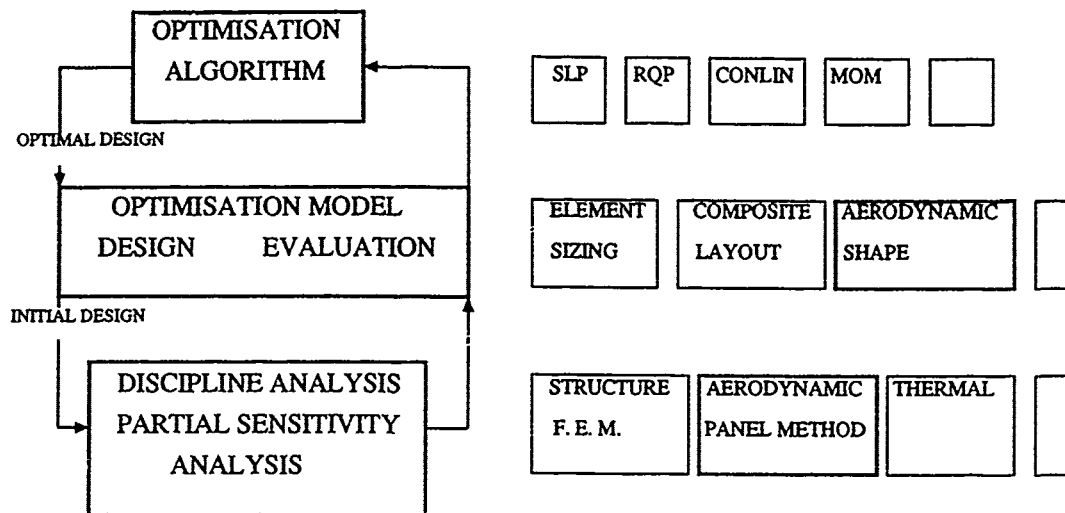 OPTIMISATION
ALGORITHM
SLP
RQP
CONLIN
MOM
OPTIMAL DESIGN
OPTIMISATION MODEL
DESIGN EVALUATION
ELEMENT
SIZING
COMPOSITE
LAYOUT
AERODYNAMIC
SHAPE
INITIAL DESIGN
DISCIPLINE ANALYSIS
PARTIAL SENSITIVITY
ANALYSIS
STRUCTURE
F. E. M.
AERODYNAMIC
PANEL METHOD
THERMAL